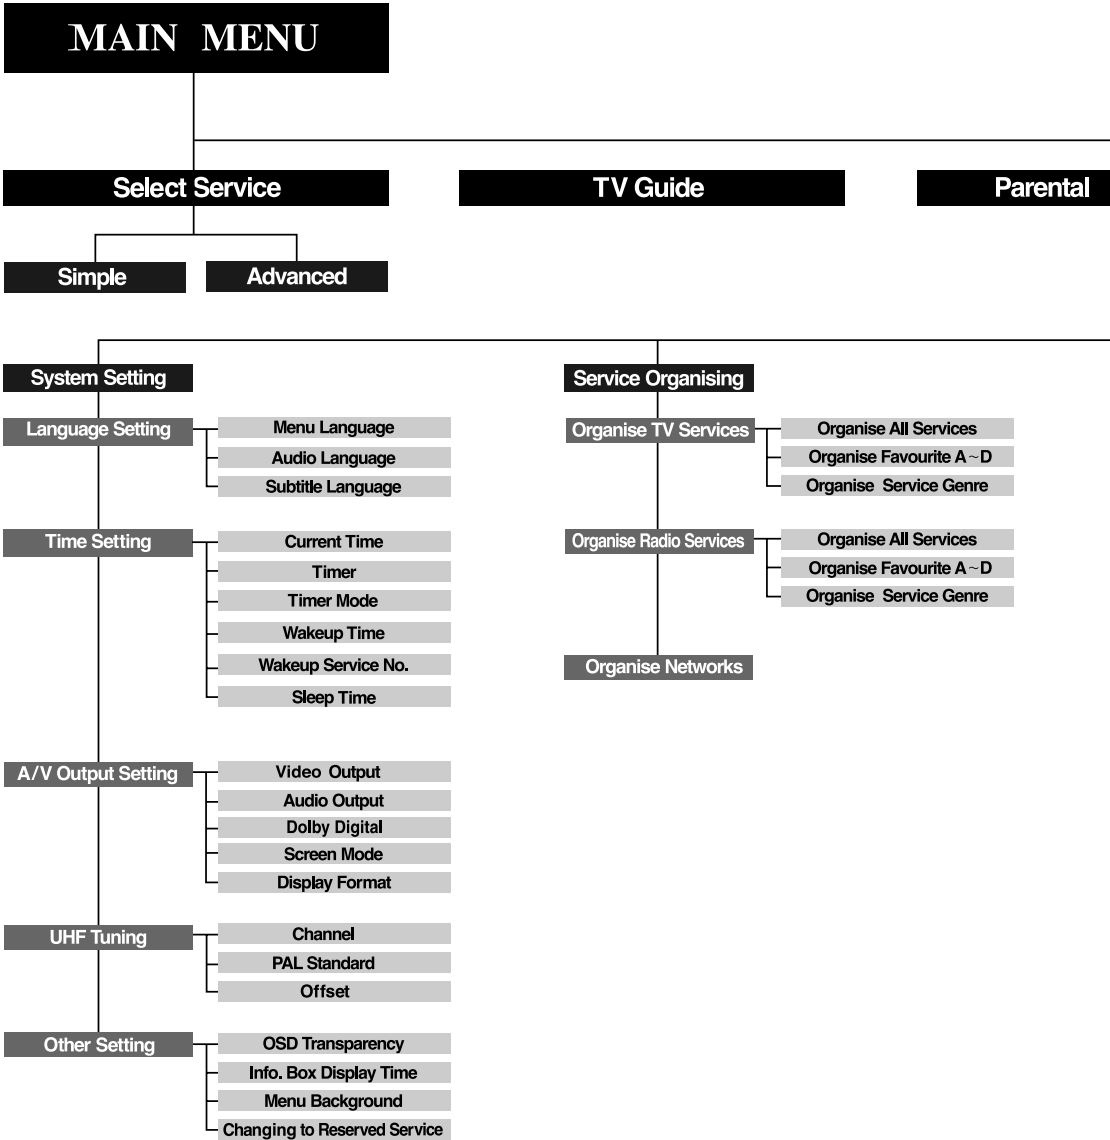 MAIN MENU
Select Service
TV Guide
Parental
Simple
Advanced
System Setting
Language Setting
Menu Language
Audio Language
Subtitle Language
Time Setting
Current Time
Timer
Timer Mode
Wakeup Time
Wakeup Service No.
Sleep Time
A/V Output Setting
Video Output
Audio Output
Dolby Digital
Screen Mode
Display Format
UHF Tuning
Channel
PAL Standard
Offset
Other Setting
OSD Transparency
Info. Box Display Time
Menu Background
Changing to Reserved Service
Service Organising
Organise TV Services
Organise All Services
Organise Favourite A~D
Organise Service Genre
Organise Radio Services
Organise All Services
Organise Favourite A~D
Organise Service Genre
Organise Networks